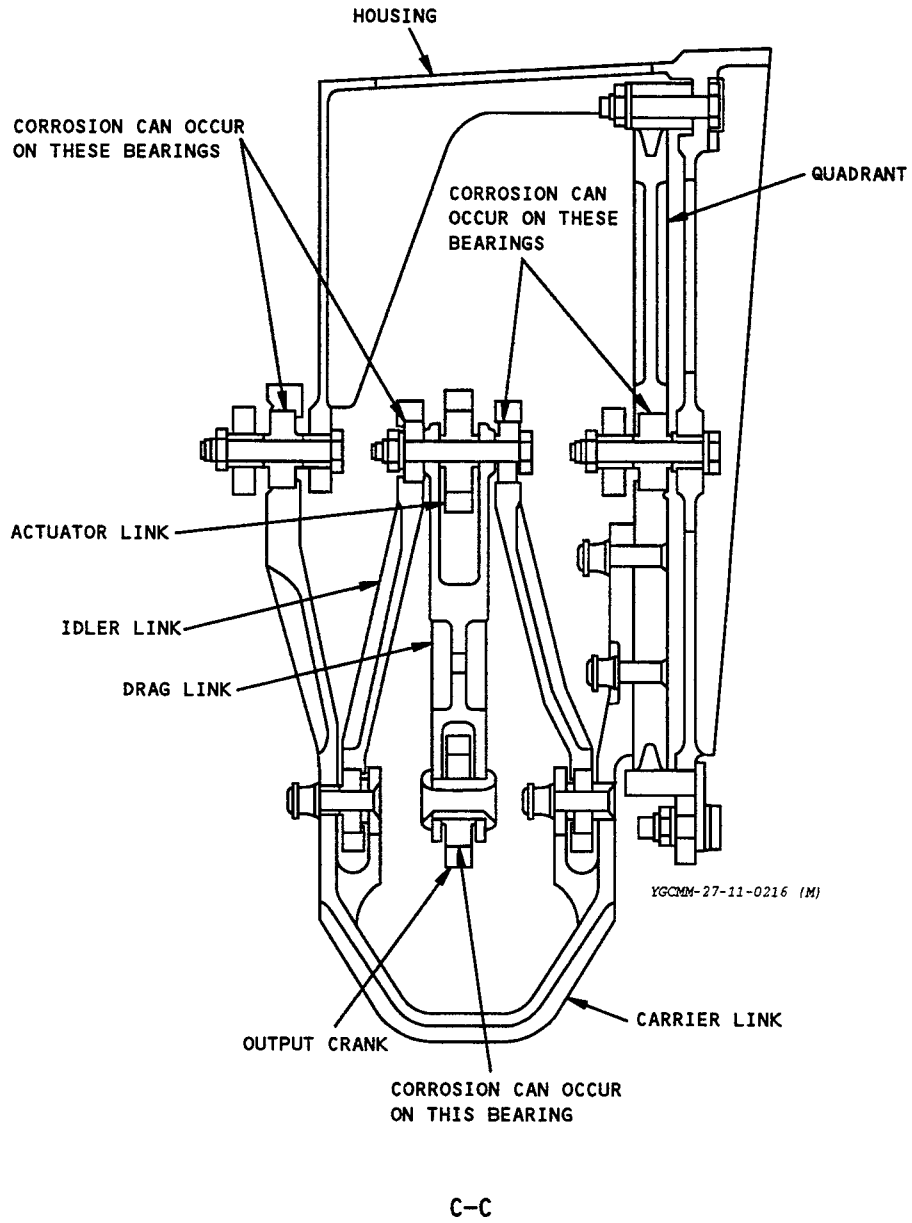 HOUSING
CORROSION CAN OCCUR
ON THESE BEARINGS
CORROSION CAN
OCCUR ON THESE
BEARINGS
QUADRANT
ACTUATOR LINK
IDLER LINK
DRAG LINK
YGCMM-27-11-0216 (M)
CARRIER LINK
OUTPUT CRANK
CORROSION CAN OCCUR
ON THIS BEARING
C-C